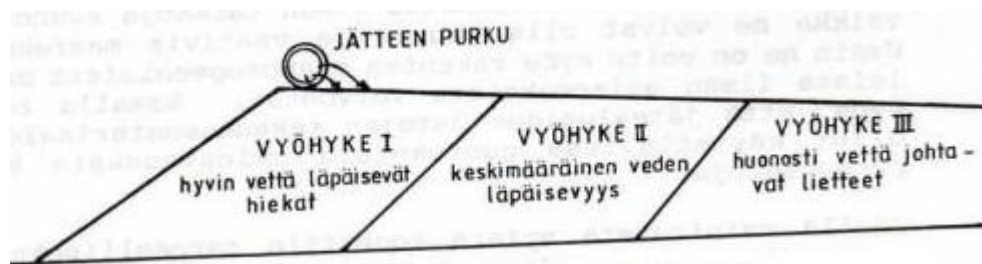 JÄTTEEN PURKU
VYÖHYKE I
hyvin vettä läpäisevät
hiekat
VYÖHYKE II
keskimääräinen veden
läpäisevyys
VYÖHYKE III
huonosti vettä johta-
vat lietteet